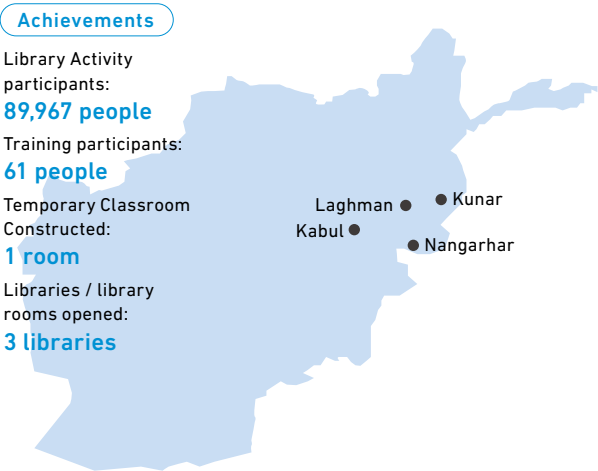 Achievements
Library Activity
participants:
89,967 people
Training participants:
61 people
Temporary Classroom
Constructed:
1 room
Libraries / library
rooms opened:
3 libraries
Laghman
Kunar
Kabul
Nangarhar